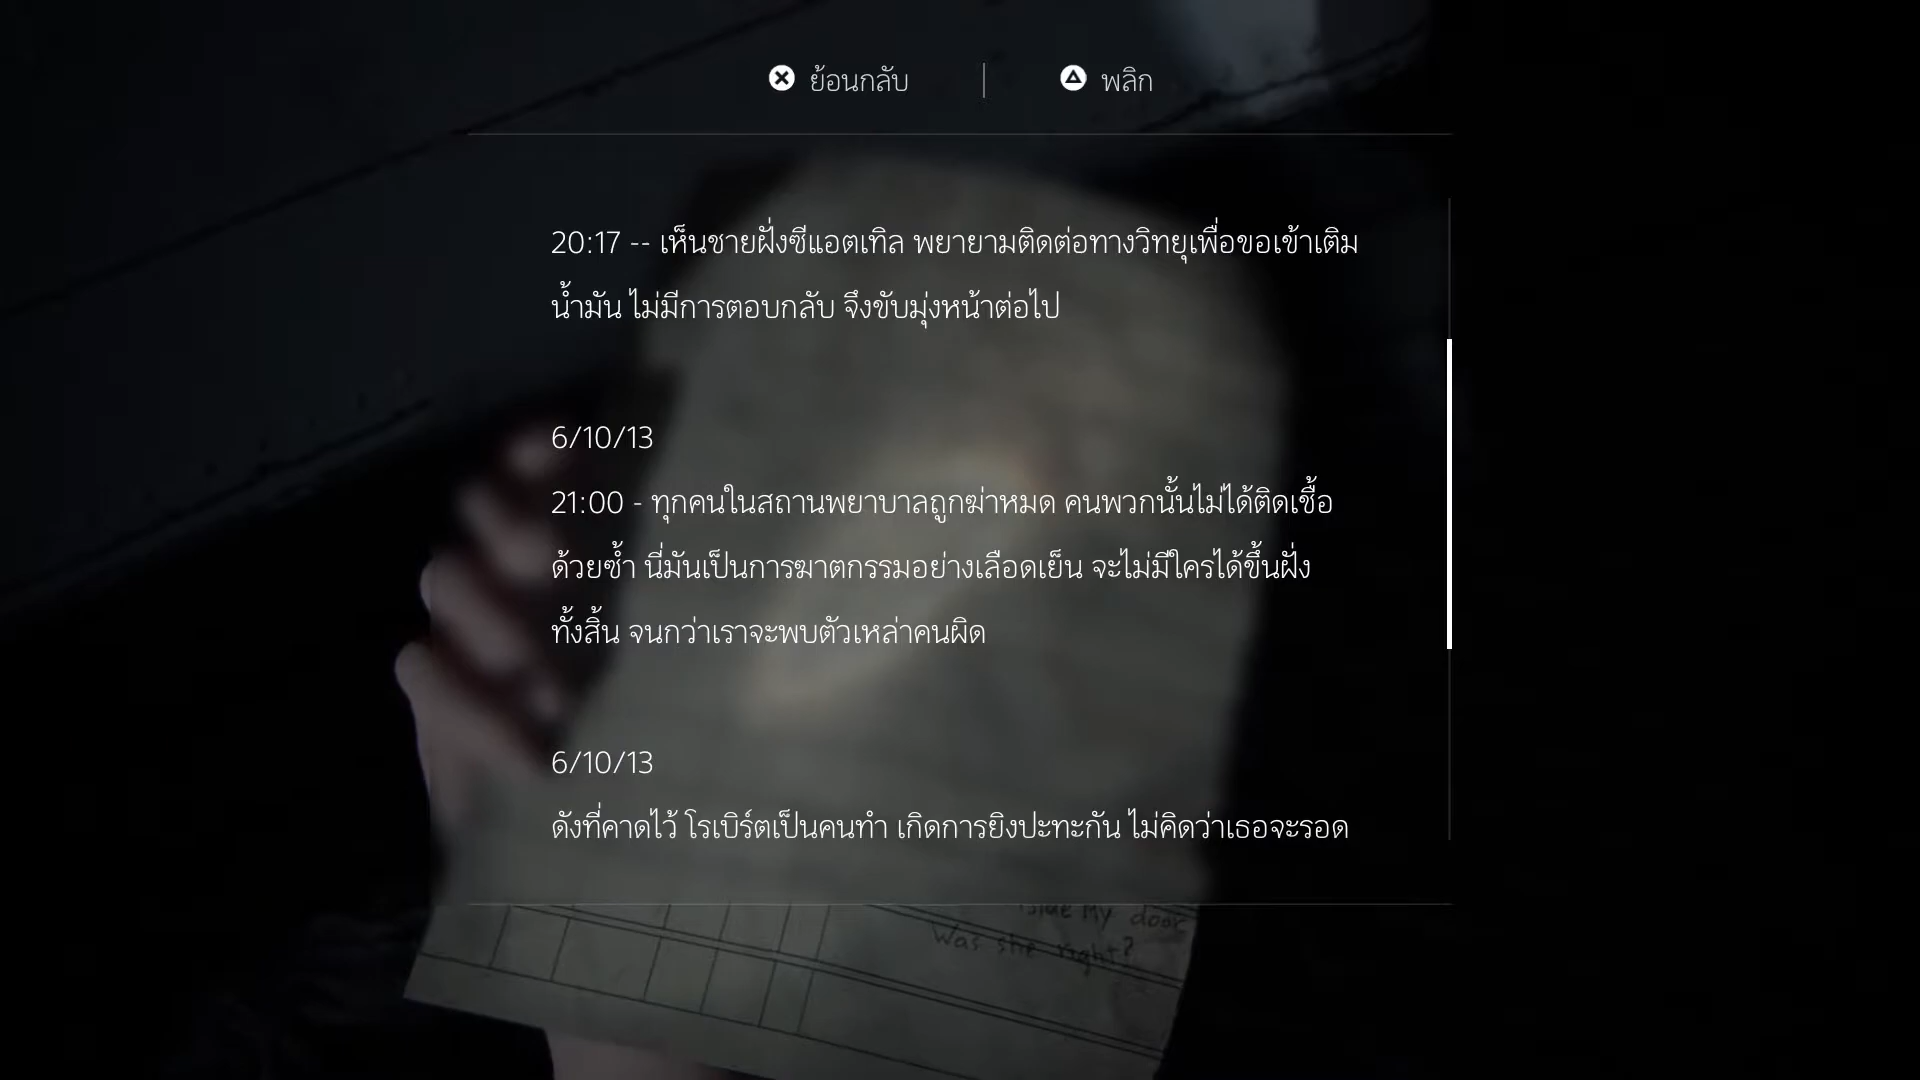 ย้อนกลับ | พลิก
20:17 -- เห็นชายฝั่งซีแอตเทิล พยายามติดต่อทางวิทยุเพื่อขอเข้าเติม
น้ำมัน ไม่มีการตอบกลับ จึงขับมุ่งหน้าต่อไป
6/10/13
21:00 - ทุกคนในสถานพยาบาลถูกฆ่าหมด คนพวกนั้นไม่ได้ติดเชื้อ
ด้วยซ้ำ นี่มันเป็นการฆาตกรรมอย่างเลือดเย็น จะไม่มีใครได้ขึ้นฝั่ง
ทั้งสิ้น จนกว่าเราจะพบตัวเหล่าคนผิด
6/10/13
ดังที่คาดไว้ โรเบิร์ตเป็นคนทำ เกิดการยิงปะทะกัน ไม่คิดว่าเธอจะรอด
my door
Was she right?